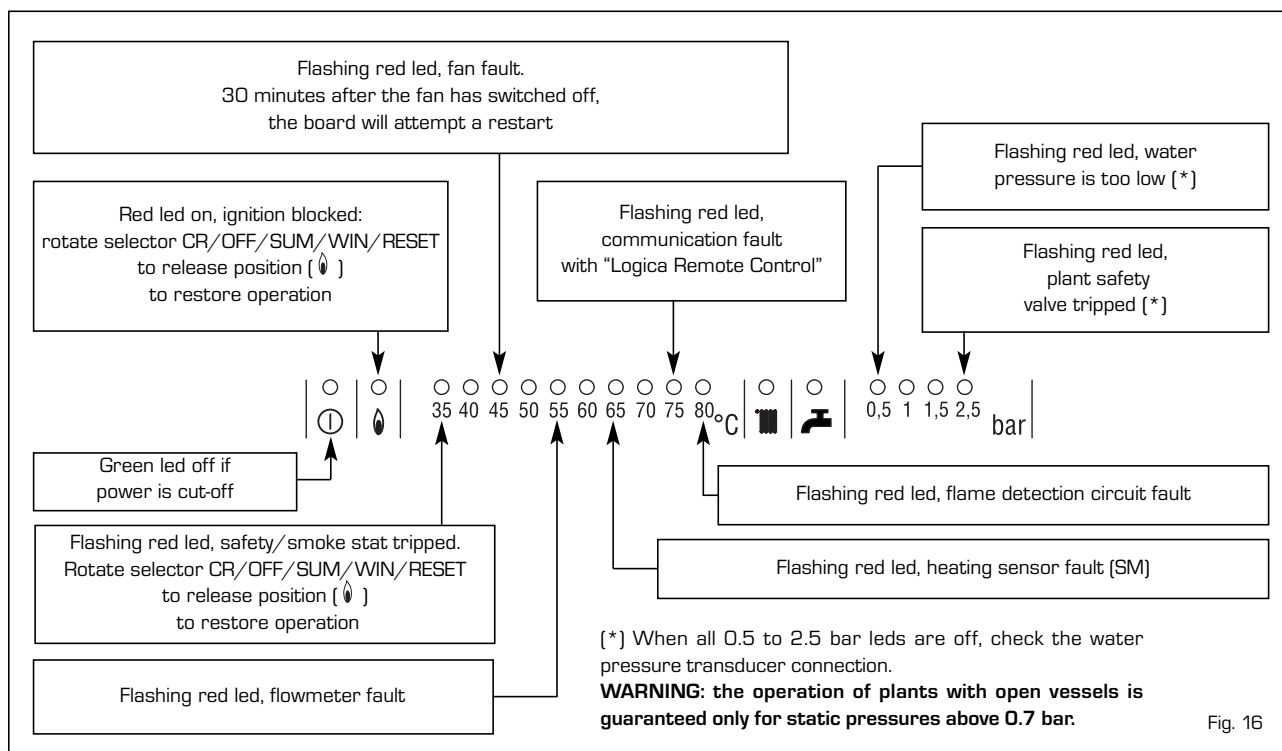 Flashing red led, fan fault.
30 minutes after the fan has switched off,
the board will attempt a restart
Flashing red led, water
pressure is too low (*)
Red led on, ignition blocked:
rotate selector CR/OFF/SUM/WIN/RESET
to release position ( )
to restore operation
Flashing red led,
communication fault
with “Logica Remote Control”
Flashing red led,
plant safety
valve tripped (*)
35 40 45 50 55 60 65 70 75 80 °C 0,5 1 1,5 2,5 bar
Green led off if
power is cut-off
Flashing red led, flame detection circuit fault
Flashing red led, safety/smoke stat tripped.
Rotate selector CR/OFF/SUM/WIN/RESET
to release position ( )
to restore operation
Flashing red led, heating sensor fault (SM)
Flashing red led, flowmeter fault
(*) When all 0.5 to 2.5 bar leds are off, check the water
pressure transducer connection.
WARNING: the operation of plants with open vessels is
guaranteed only for static pressures above 0.7 bar.
Fig. 16